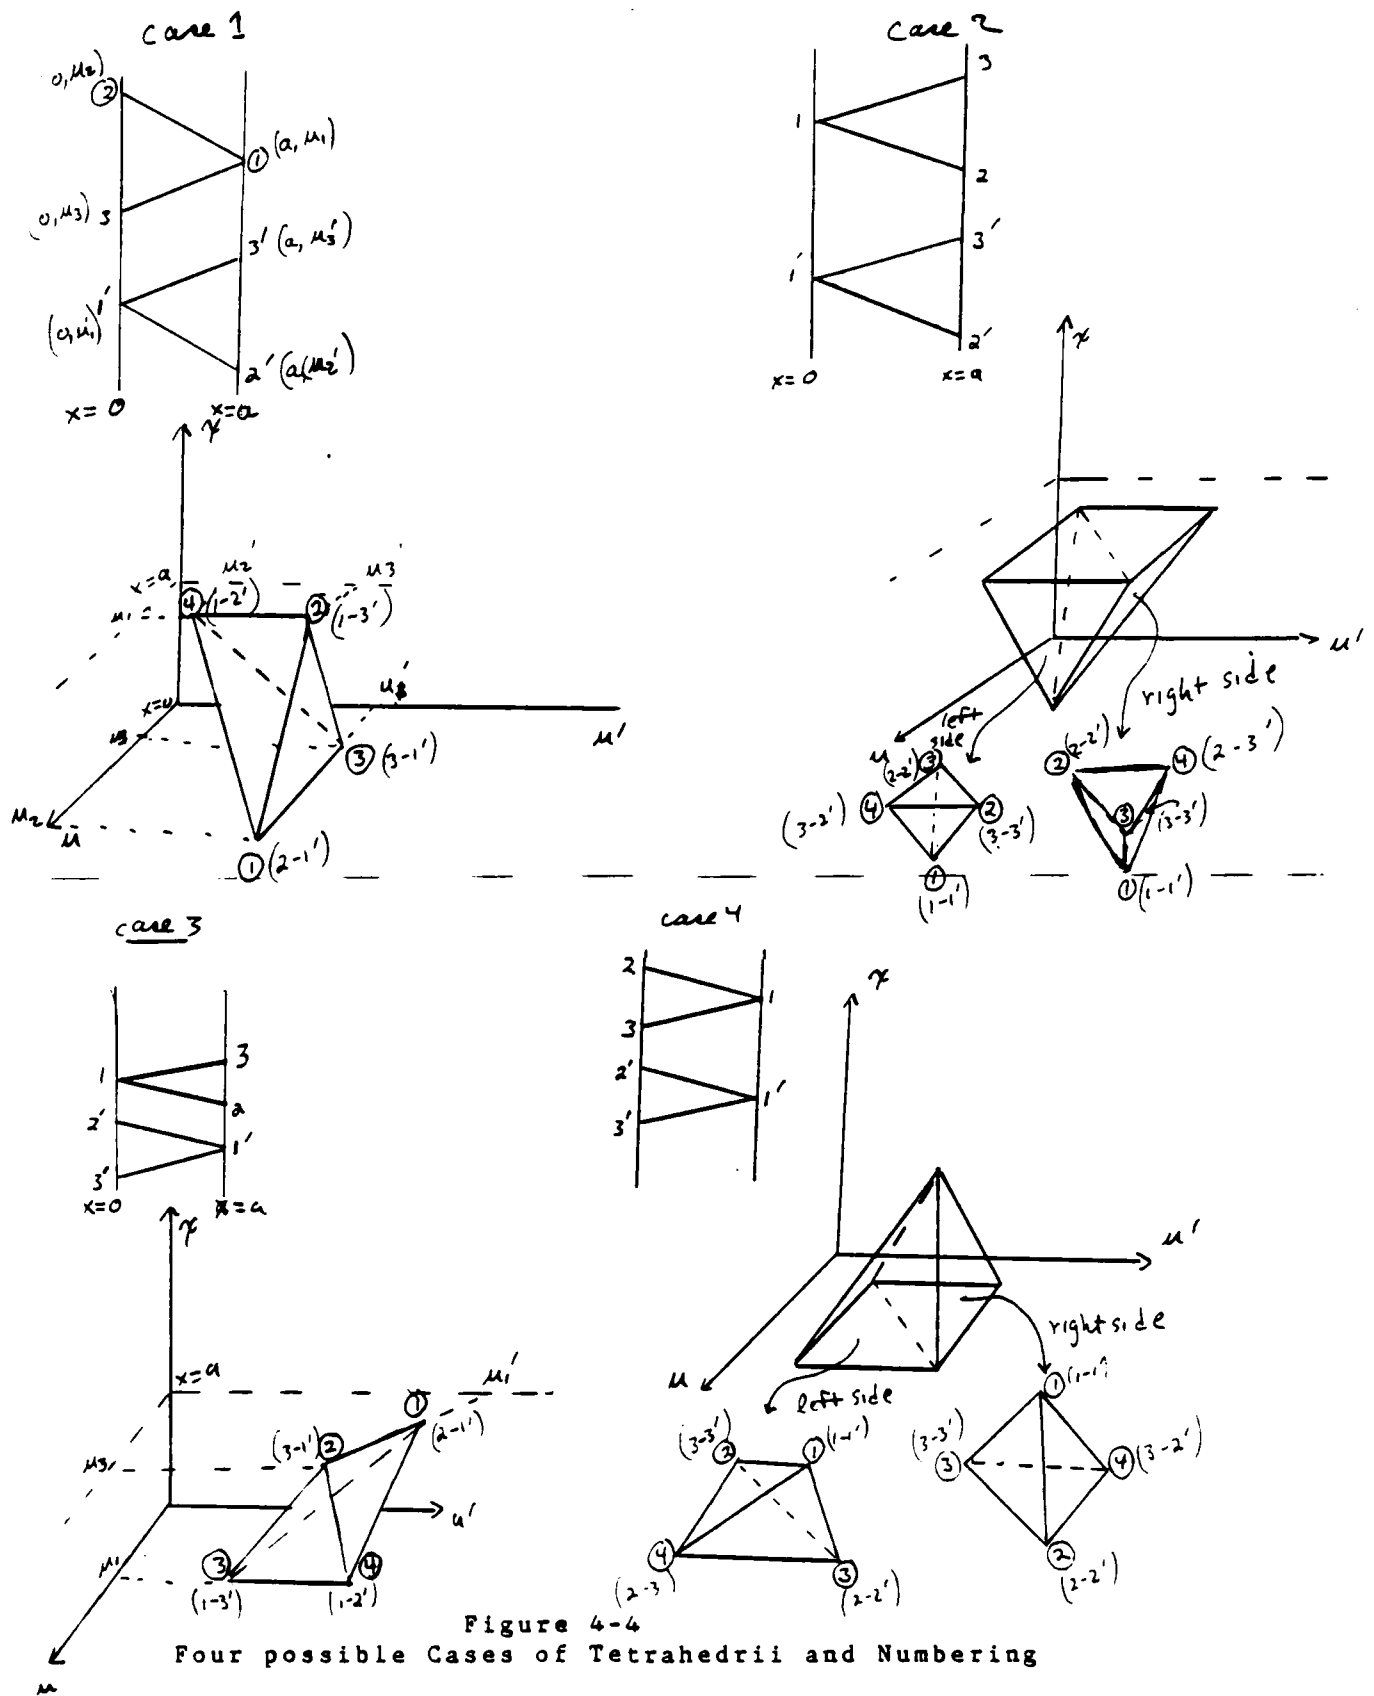 case 1
0,μ2)
②
① (a, μ1)
(0, μ3) 3
3' (a, μ3')
1'
(0, μ1')
2' (a, μ2')
x= 0
x=a
x
x=a
μ2'
μ3'
④ (1-2')
② (1-3')
μ1
x=0
μ3
μ'
③ (3-1')
μ2
μ
① (2-1')
case 2
3
1
2
3'
1'
2'
x= 0
x=a
x
μ'
right side
left
side
μ
(2-2') ③
④
(3-2')
②
(3-3')
①
(1-1')
(2-2')
②
④ (2-3')
③
(3-3')
① (1-1')
case 3
3
1
2
2'
1'
3'
x=0
x=a
x
x=a
μ1'
①
(2-1')
(3-1') ②
μ3
μ'
μ1
③
④
(1-3')
(1-2')
μ
case 4
2
1
3
2'
1'
3'
x
μ'
right side
μ
left side
(3-3')
②
① (1-1')
④
(2-3)
③
(2-2')
① (1-1')
(3-3')
③
④ (3-2')
②
(2-2')
Figure 4-4
Four possible Cases of Tetrahedrii and Numbering